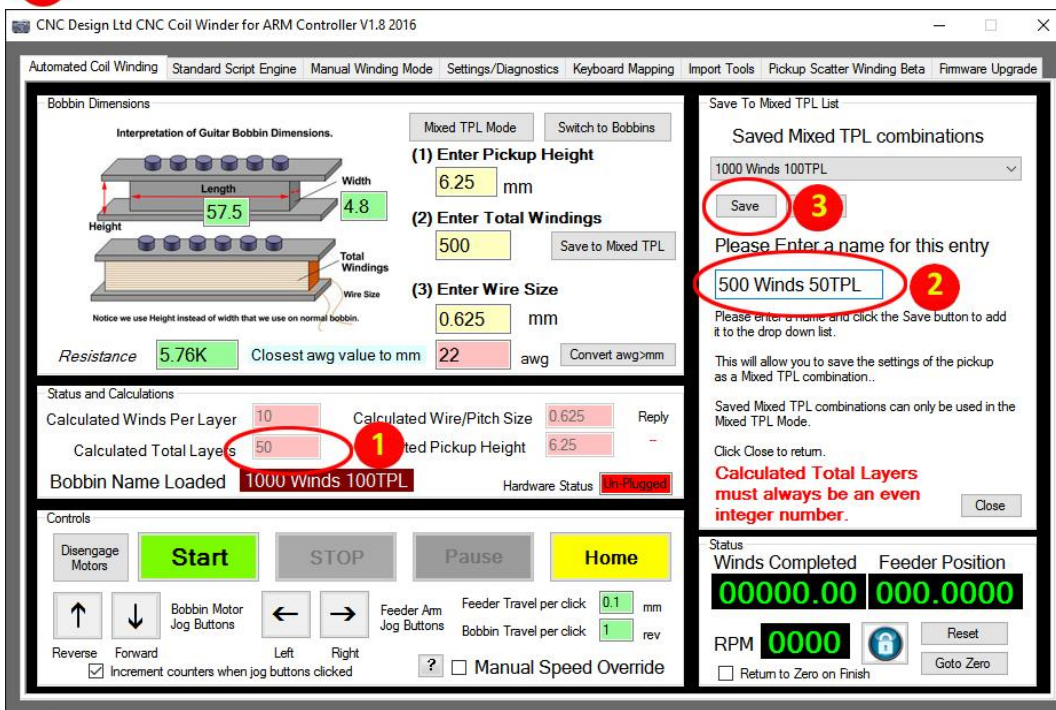 CNC Design Ltd CNC Coil Winder for ARM Controller V1.8 2016
Automated Coil Winding Standard Script Engine Manual Winding Mode Settings/Diagnostics Keyboard Mapping Import Tools Pickup Scatter Winding Beta Firmware Upgrade
Bobbin Dimensions
Interpretation of Guitar Bobbin Dimensions.
Length
57.5
Width
4.8
Height
Total
Windings
Wire Size
Notice we use Height instead of width that we use on normal bobbin.
Mixed TPL Mode Switch to Bobbins
(1) Enter Pickup Height
6.25 mm
(2) Enter Total Windings
500 Save to Mixed TPL
(3) Enter Wire Size
0.625 mm
Resistance 5.76K Closest awg value to mm 22 awg Convert awg>mm
Status and Calculations
Calculated Winds Per Layer 10 Calculated Wire/Pitch Size 0.625 Reply
Calculated Total Layers 50 1 ted Pickup Height 6.25 --
Bobbin Name Loaded 1000 Winds 100TPL Hardware Status Un-Plugged
Controls
Disengage
Motors
Start STOP Pause Home
↑ ↓ Bobbin Motor
Jog Buttons
← → Feeder Arm
Jog Buttons
Feeder Travel per click 0.1 mm
Bobbin Travel per click 1 rev
Reverse Forward Left Right
Increment counters when jog buttons clicked
? Manual Speed Override
Save To Mixed TPL List
Saved Mixed TPL combinations
1000 Winds 100TPL
Save 3
Please Enter a name for this entry
500 Winds 50TPL 2
Please enter a name and click the Save button to add
it to the drop down list.
This will allow you to save the settings of the pickup
as a Mixed TPL combination..
Saved Mixed TPL combinations can only be used in the
Mixed TPL Mode.
Click Close to return.
Calculated Total Layers
must always be an even
integer number.
Close
Status
Winds Completed Feeder Position
00000.00 000.0000
RPM 0000
Reset
Goto Zero
Return to Zero on Finish